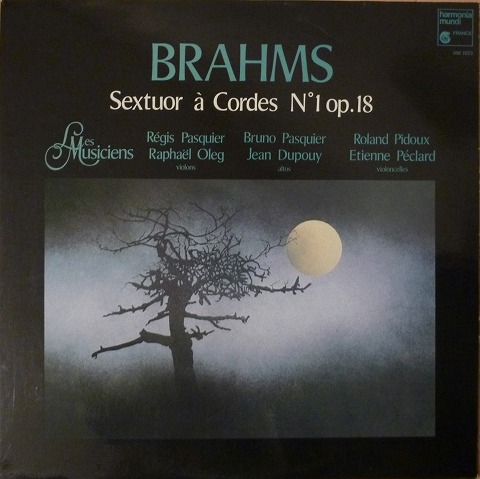 harmonia
mundi
FRANCE
BRAHMS
Sextuor à Cordes N°1 op.18
Les
Musiciens
Régis Pasquier
Raphaël Oleg
violons
Bruno Pasquier
Jean Dupouy
altos
Roland Pidoux
Etienne Péclard
violoncelles